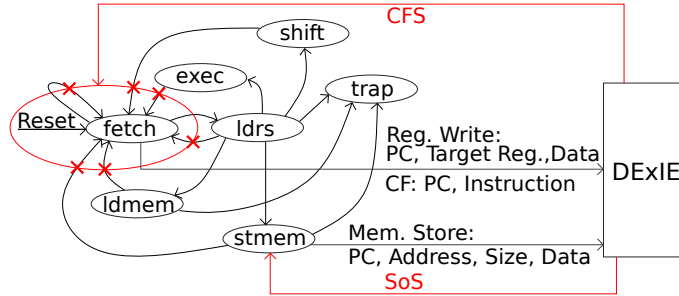 CFS
shift
exec
trap
Reset
fetch
ldrs
Reg. Write:
PC, Target Reg.,Data
CF: PC, Instruction
DExIE
ldmem
stmem
Mem. Store:
PC, Address, Size, Data
SoS